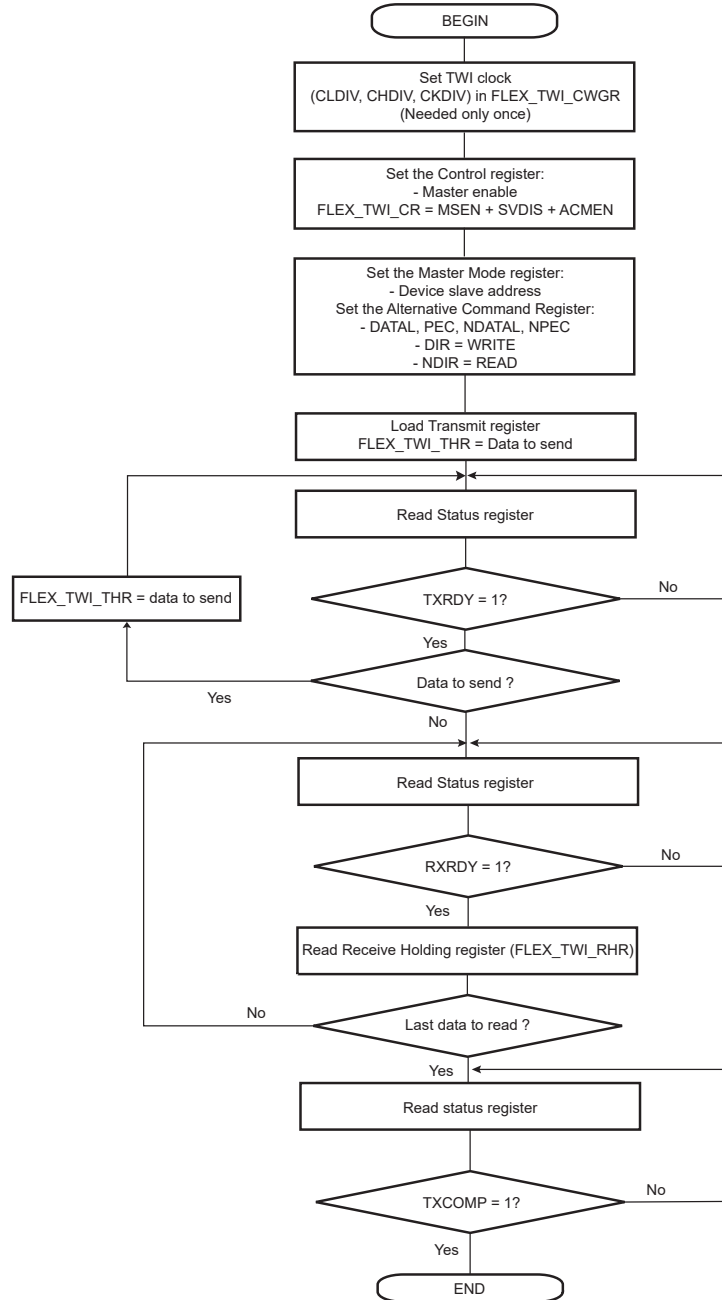 BEGIN
Set TWI clock
(CLDIV, CHDIV, CKDIV) in FLEX_TWI_CWGR
(Needed only once)
Set the Control register:
- Master enable
FLEX_TWI_CR = MSEN + SVDIS + ACMEN
Set the Master Mode register:
- Device slave address
Set the Alternative Command Register:
- DATAL, PEC, NDATAL, NPEC
- DIR = WRITE
- NDIR = READ
Load Transmit register
FLEX_TWI_THR = Data to send
Read Status register
FLEX_TWI_THR = data to send
TXRDY = 1?
No
Yes
Data to send ?
Yes
No
Read Status register
RXRDY = 1?
No
Yes
Read Receive Holding register (FLEX_TWI_RHR)
Last data to read ?
No
Yes
Read status register
TXCOMP = 1?
No
Yes
END